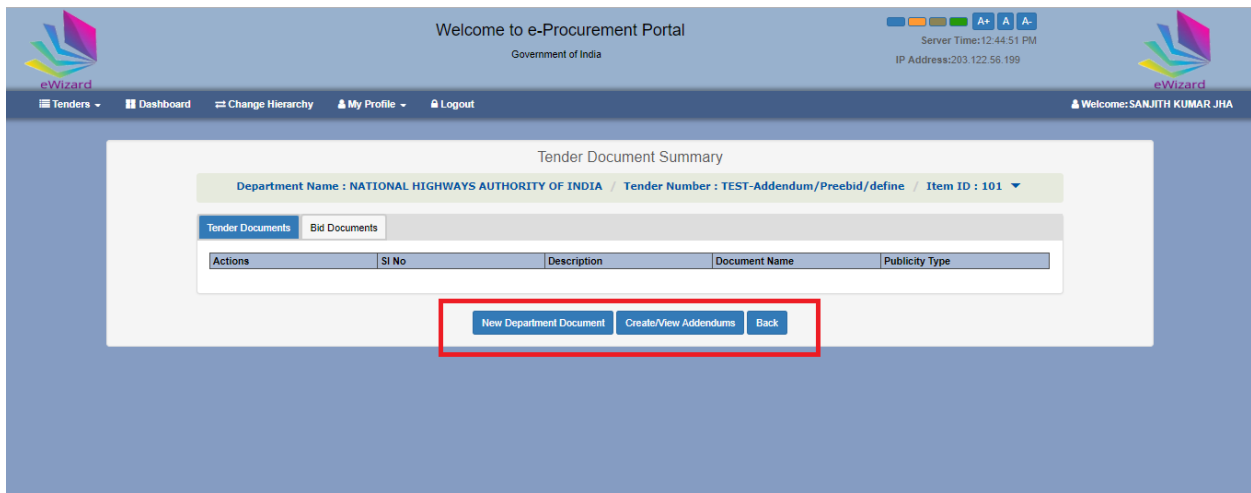 Welcome to e-Procurement Portal
Government of India
A+ A A-
Server Time:12:44:51 PM
IP Address:203.122.56.199
eWizard
eWizard
Tenders Dashboard Change Hierarchy My Profile Logout Welcome:SANJITH KUMAR JHA
Tender Document Summary
Department Name : NATIONAL HIGHWAYS AUTHORITY OF INDIA / Tender Number : TEST-Addendum/Preebid/define / Item ID : 101
Tender Documents Bid Documents
Actions Sl No Description Document Name Publicity Type
New Department Document Create/View Addendums Back